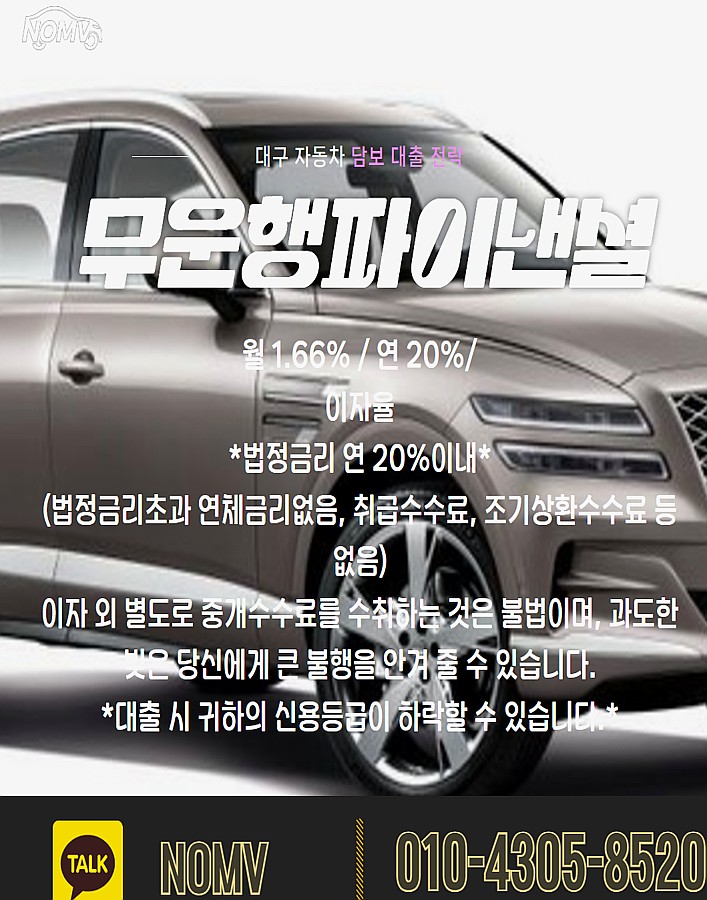 NOMV
대구 자동차 담보 대출 전략
무운행파이낸셜
월 1.66% / 연 20%/
이자율
*법정금리 연 20%이내*
(법정금리초과 연체금리없음, 취급수수료, 조기상환수수료 등
없음)
이자 외 별도로 중개수수료를 수취하는 것은 불법이며, 과도한
빚은 당신에게 큰 불행을 안겨 줄 수 있습니다.
*대출 시 귀하의 신용등급이 하락할 수 있습니다.*
TALK NOMV 010-4305-8520